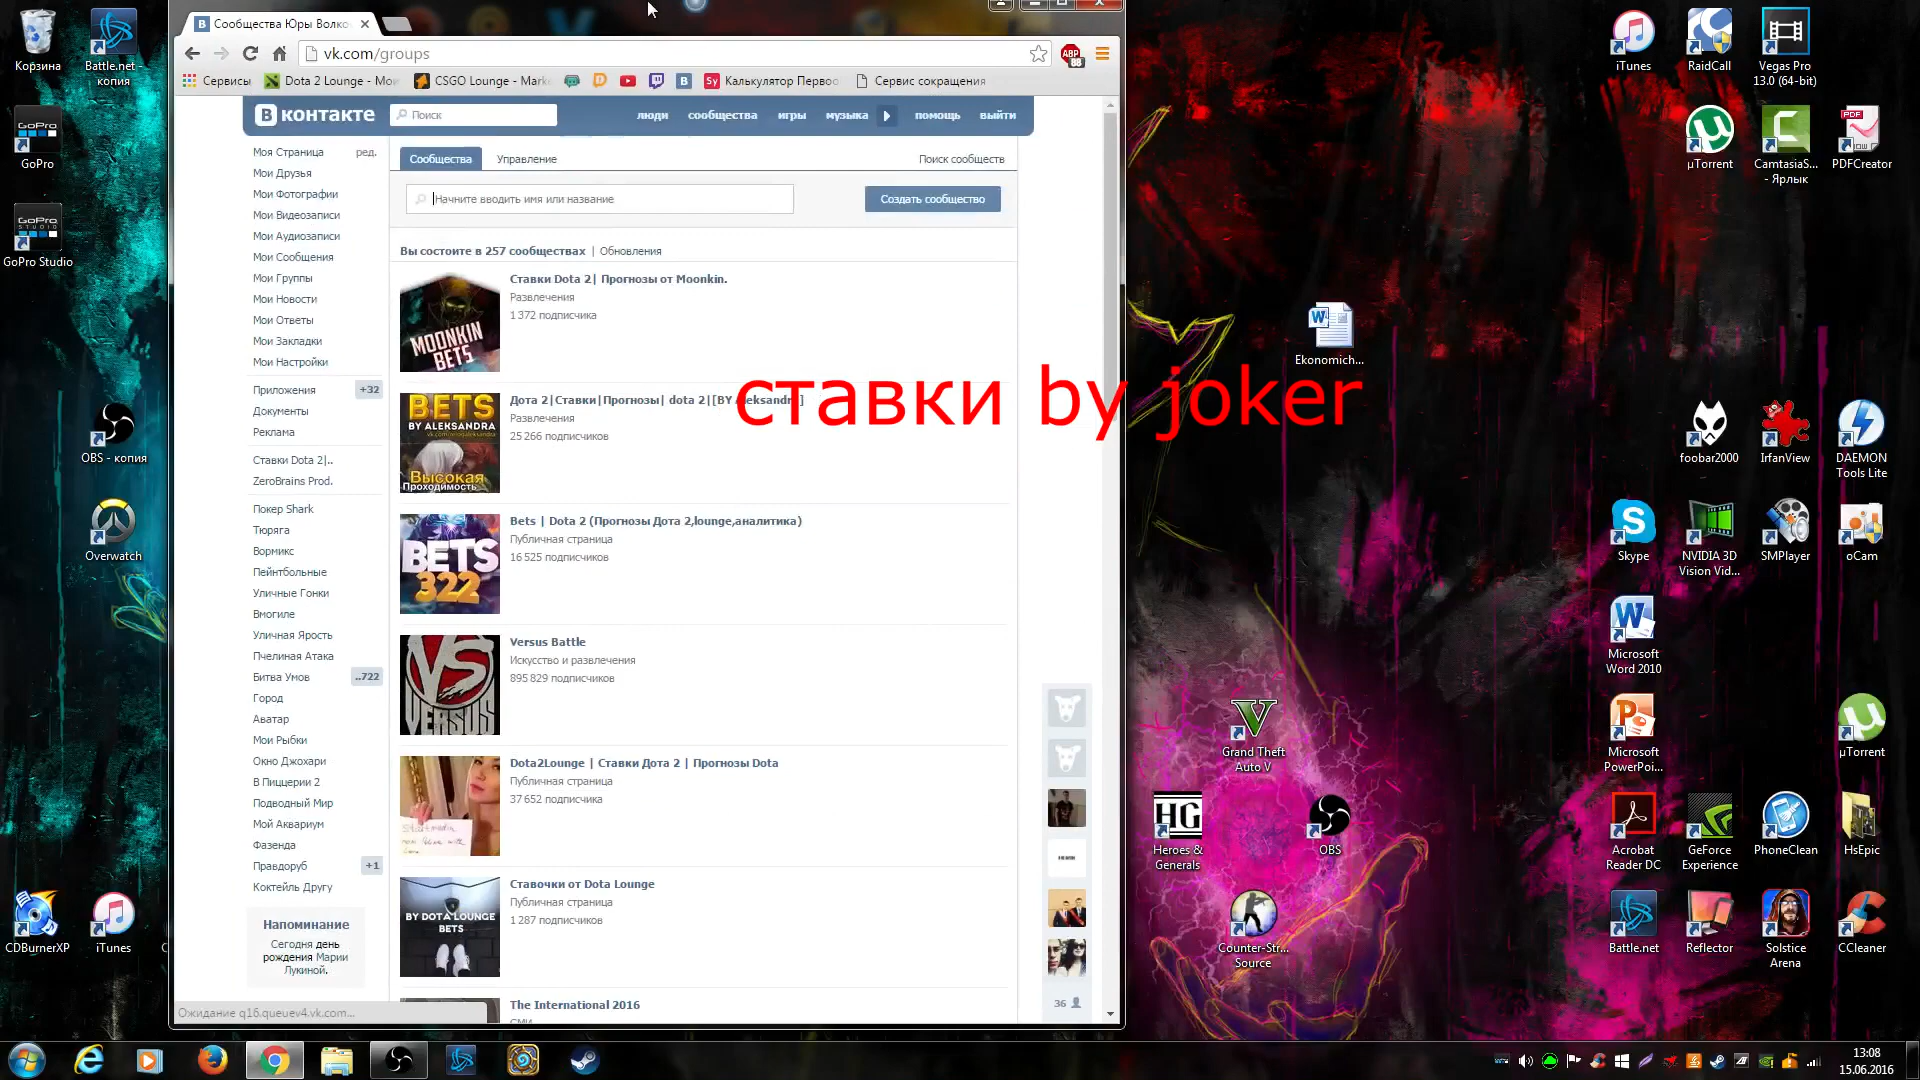 Корзина
Battle.net - копия
GoPro
GoPro Studio
OBS - копия
Overwatch
CDBurnerXP
iTunes
Сообщества Юры Волко
vk.com/groups
ABP
88
Сервисы
Dota 2 Lounge - Мои
CSGO Lounge - Mark
Sy
Калькулятор Первоо
Сервис сокращения
В контакте
Поиск
люди
сообщества
игры
музыка
помощь
выйти
Моя Страница
ред.
Мои Друзья
Мои Фотографии
Мои Видеозаписи
Мои Аудиозаписи
Мои Сообщения
Мои Группы
Мои Новости
Мои Ответы
Мои Закладки
Мои Настройки
Приложения
+32
Документы
Реклама
Ставки Dota 2|..
ZeroBrains Prod.
Покер Shark
Тюряга
Вормикс
Пейнтбольные
Уличные Гонки
Вмогиле
Уличная Ярость
Пчелиная Атака
Битва Умов
..722
Город
Аватар
Мои Рыбки
Окно Джохари
В Пиццерии 2
Подводный Мир
Мой Аквариум
Фазенда
Правдоруб
+1
Коктейль Другу
Напоминание
Сегодня день
рождения Марии
Лукиной.
Сообщества
Управление
Поиск сообществ
Начните вводить имя или название
Создать сообщество
Вы состоите в 257 сообществах | Обновления
MOONKIN
BETS
Ставки Dota 2| Прогнозы от Moonkin.
Развлечения
1 372 подписчика
BETS
BY ALEKSANDRA
Высокая
Проходимость
Дота 2|Ставки|Прогнозы| dota 2|[BY Aleksandra]
Развлечения
25 266 подписчиков
ставки by joker
BETS
322
Bets | Dota 2 (Прогнозы Дота 2,lounge,аналитика)
Публичная страница
16 525 подписчиков
VS
VERSUS
Versus Battle
Искусство и развлечения
895 829 подписчиков
Dota2Lounge | Ставки Дота 2 | Прогнозы Dota
Публичная страница
37 652 подписчика
BY DOTA LOUNGE
BETS
Ставочки от Dota Lounge
Публичная страница
1 287 подписчиков
The International 2016
СМИ
36
Ожидание q16.queuev4.vk.com...
iTunes
RaidCall
Vegas Pro
13.0 (64-bit)
µTorrent
CamtasiaS...
- Ярлык
PDF
PDFCreator
Ekonomich...
foobar2000
IrfanView
DAEMON
Tools Lite
Skype
NVIDIA 3D
Vision Vid...
SMPlayer
oCam
Microsoft
Word 2010
Grand Theft
Auto V
Microsoft
PowerPoi...
µTorrent
HG
Heroes &
Generals
OBS
Acrobat
Reader DC
GeForce
Experience
PhoneClean
HsEpic
Counter-Str...
Source
Battle.net
Reflector
Solstice
Arena
CCleaner
13:08
15.06.2016